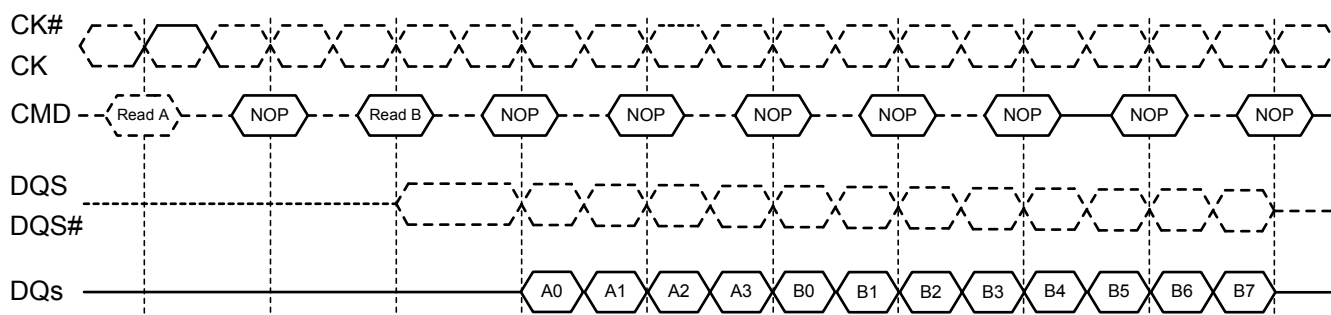 CK#
CK
CMD Read A NOP Read B NOP NOP NOP NOP NOP NOP NOP
DQS
DQS#
DQs A0 A1 A2 A3 B0 B1 B2 B3 B4 B5 B6 B7